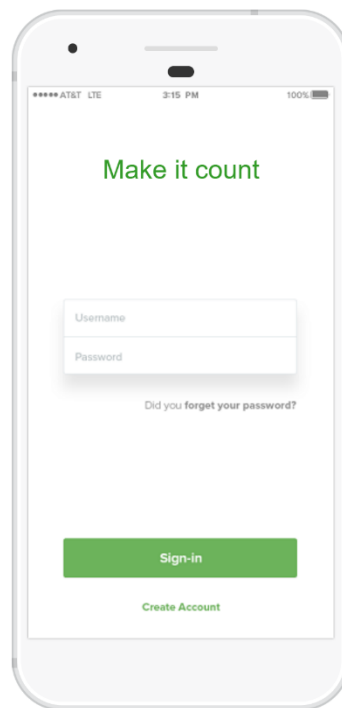 ●●●●● AT&T LTE 3:15 PM 100%
Make it count
Username
Password
Did you forget your password?
Sign-in
Create Account